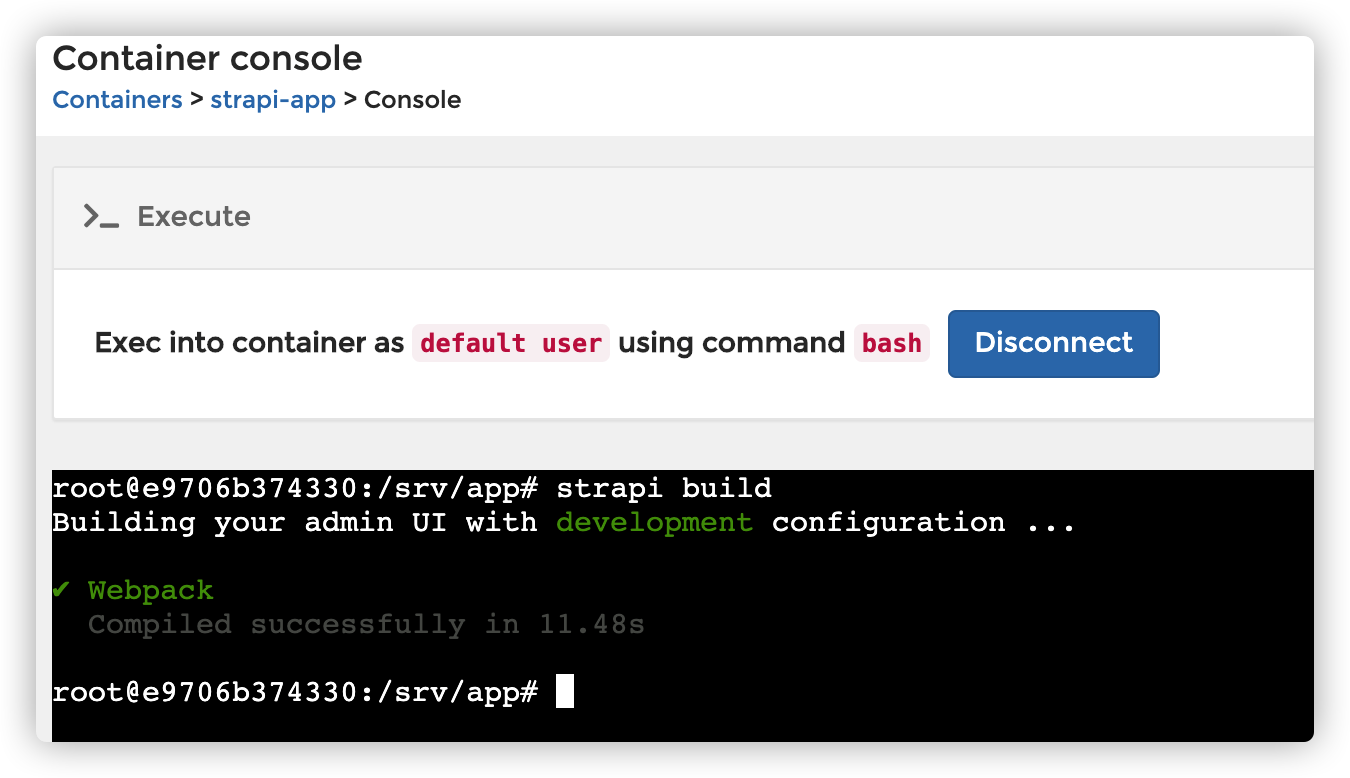 Container console
Containers > strapi-app > Console
>_ Execute
Exec into container as default user using command bash Disconnect
root@e9706b374330:/srv/app# strapi build
Building your admin UI with development configuration ...
✔ Webpack
Compiled successfully in 11.48s
root@e9706b374330:/srv/app#